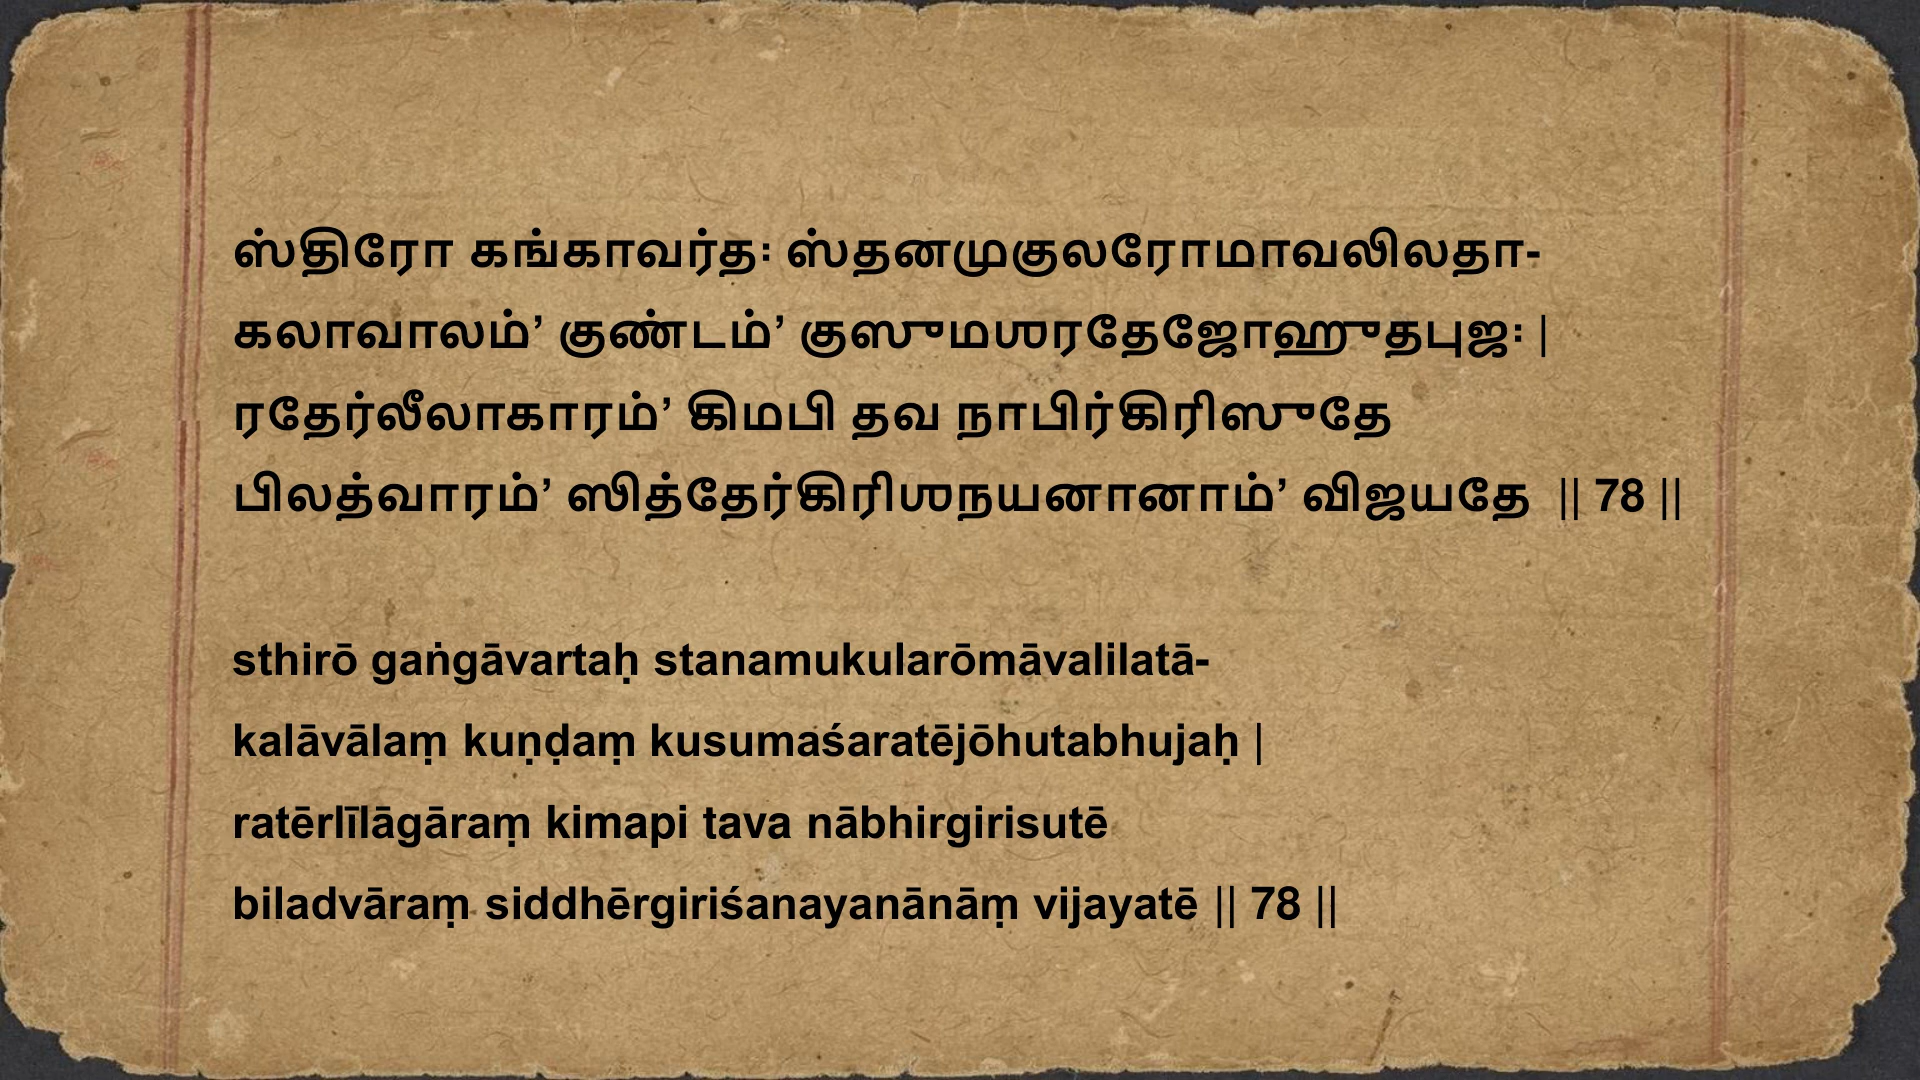 ஸ்திரோ கங்காவர்த꞉ ஸ்தனமுகுலரோமாவலிலதா-
கலாவாலம்ʼ குண்டம்ʼ குஸுமஶரதேஜோஹுதபுஜ꞉ |
ரதேர்லீலாகாரம்ʼ கிமபி தவ நாபிர்கிரிஸுதே
பிலத்வாரம்ʼ ஸித்தேர்கிரிஶநயனானாம்ʼ விஜயதே || 78 ||
sthirō gaṅgāvartaḥ stanamukularōmāvalilatā-
kalāvālaṃ kuṇḍaṃ kusumaśaratējōhutabhujaḥ |
ratērlīlāgāraṃ kimapi tava nābhirgirisutē
biladvāraṃ siddhērgiriśanayanānāṃ vijayatē || 78 ||